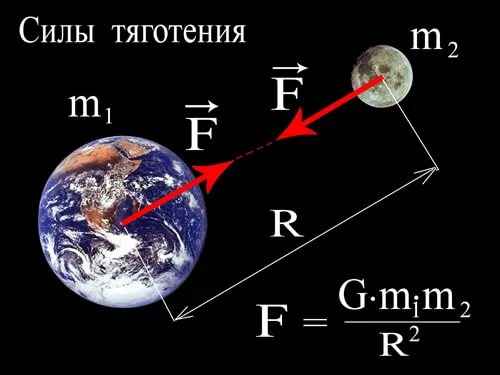 Силы тяготения
m₂
m₁
F
F
R
F = G·m₁m₂/R²